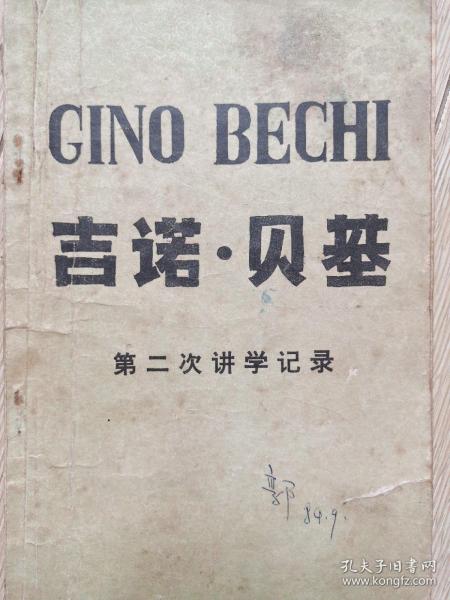 GINO BECHI
吉诺·贝基
第二次讲学记录
郭
84.9.
孔夫子旧书网
www.kongfz.com